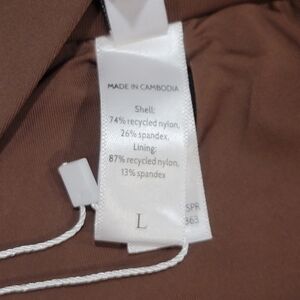 MADE IN CAMBODIA
Shell:
74% recycled nylon,
26% spandex,
Lining:
87% recycled nylon,
13% spandex,
L
SPR
363